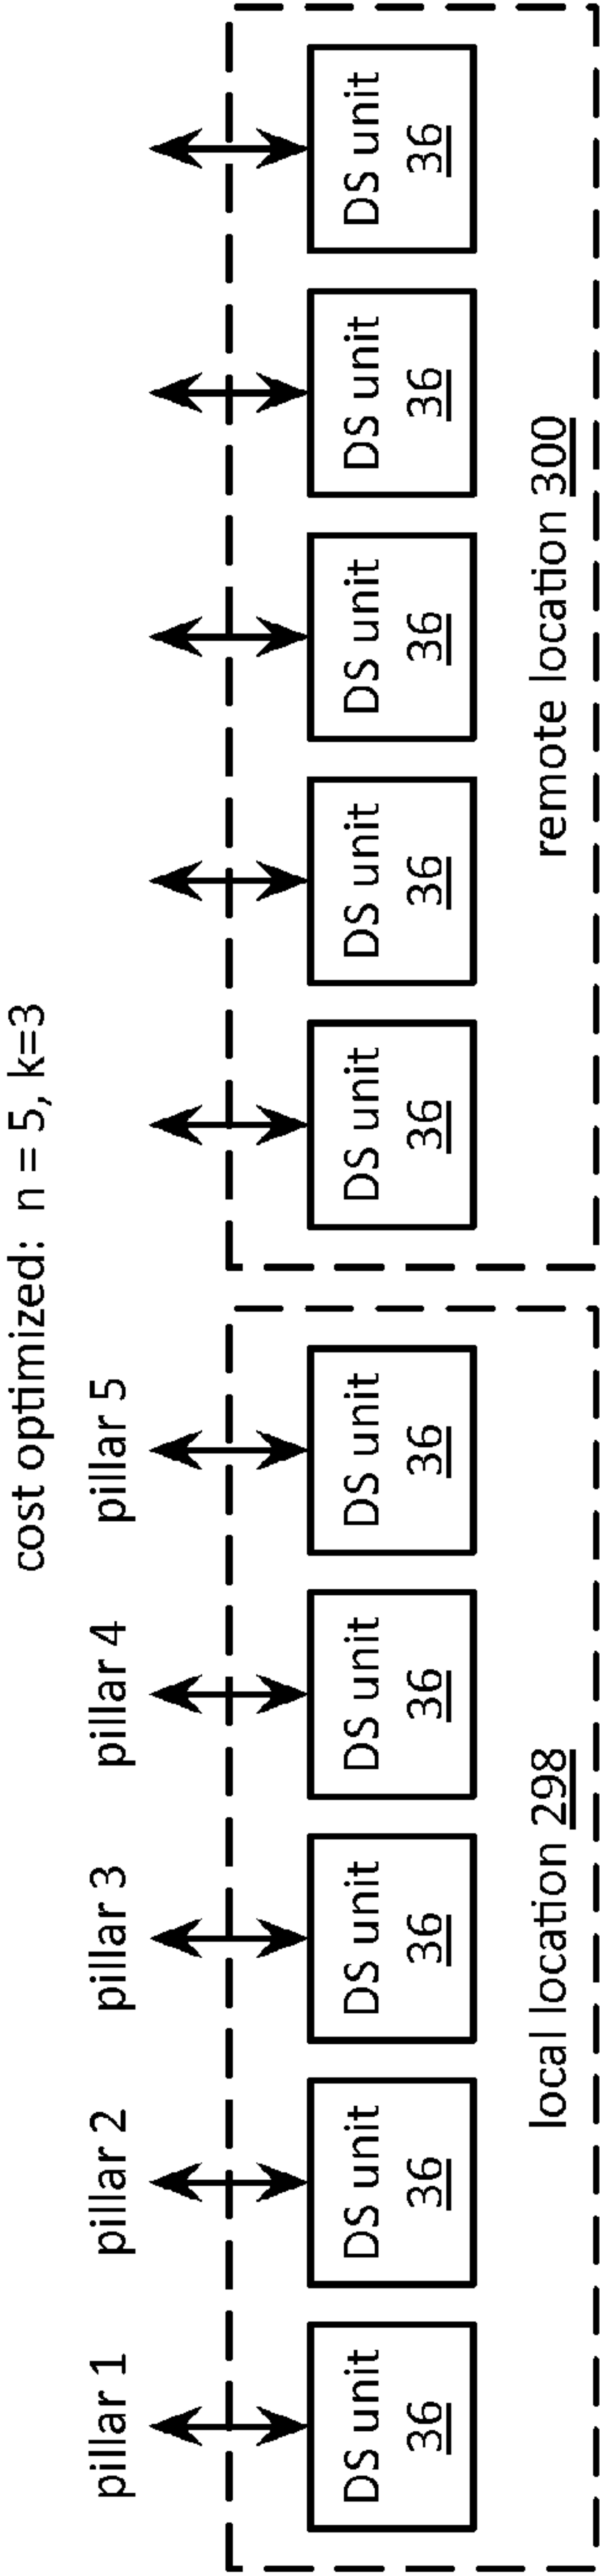 cost optimized:  n = 5, k=3
pillar 1
pillar 2
pillar 3
pillar 4
pillar 5
DS unit
36
DS unit
36
DS unit
36
DS unit
36
DS unit
36
DS unit
36
DS unit
36
DS unit
36
DS unit
36
DS unit
36
local location 298
remote location 300